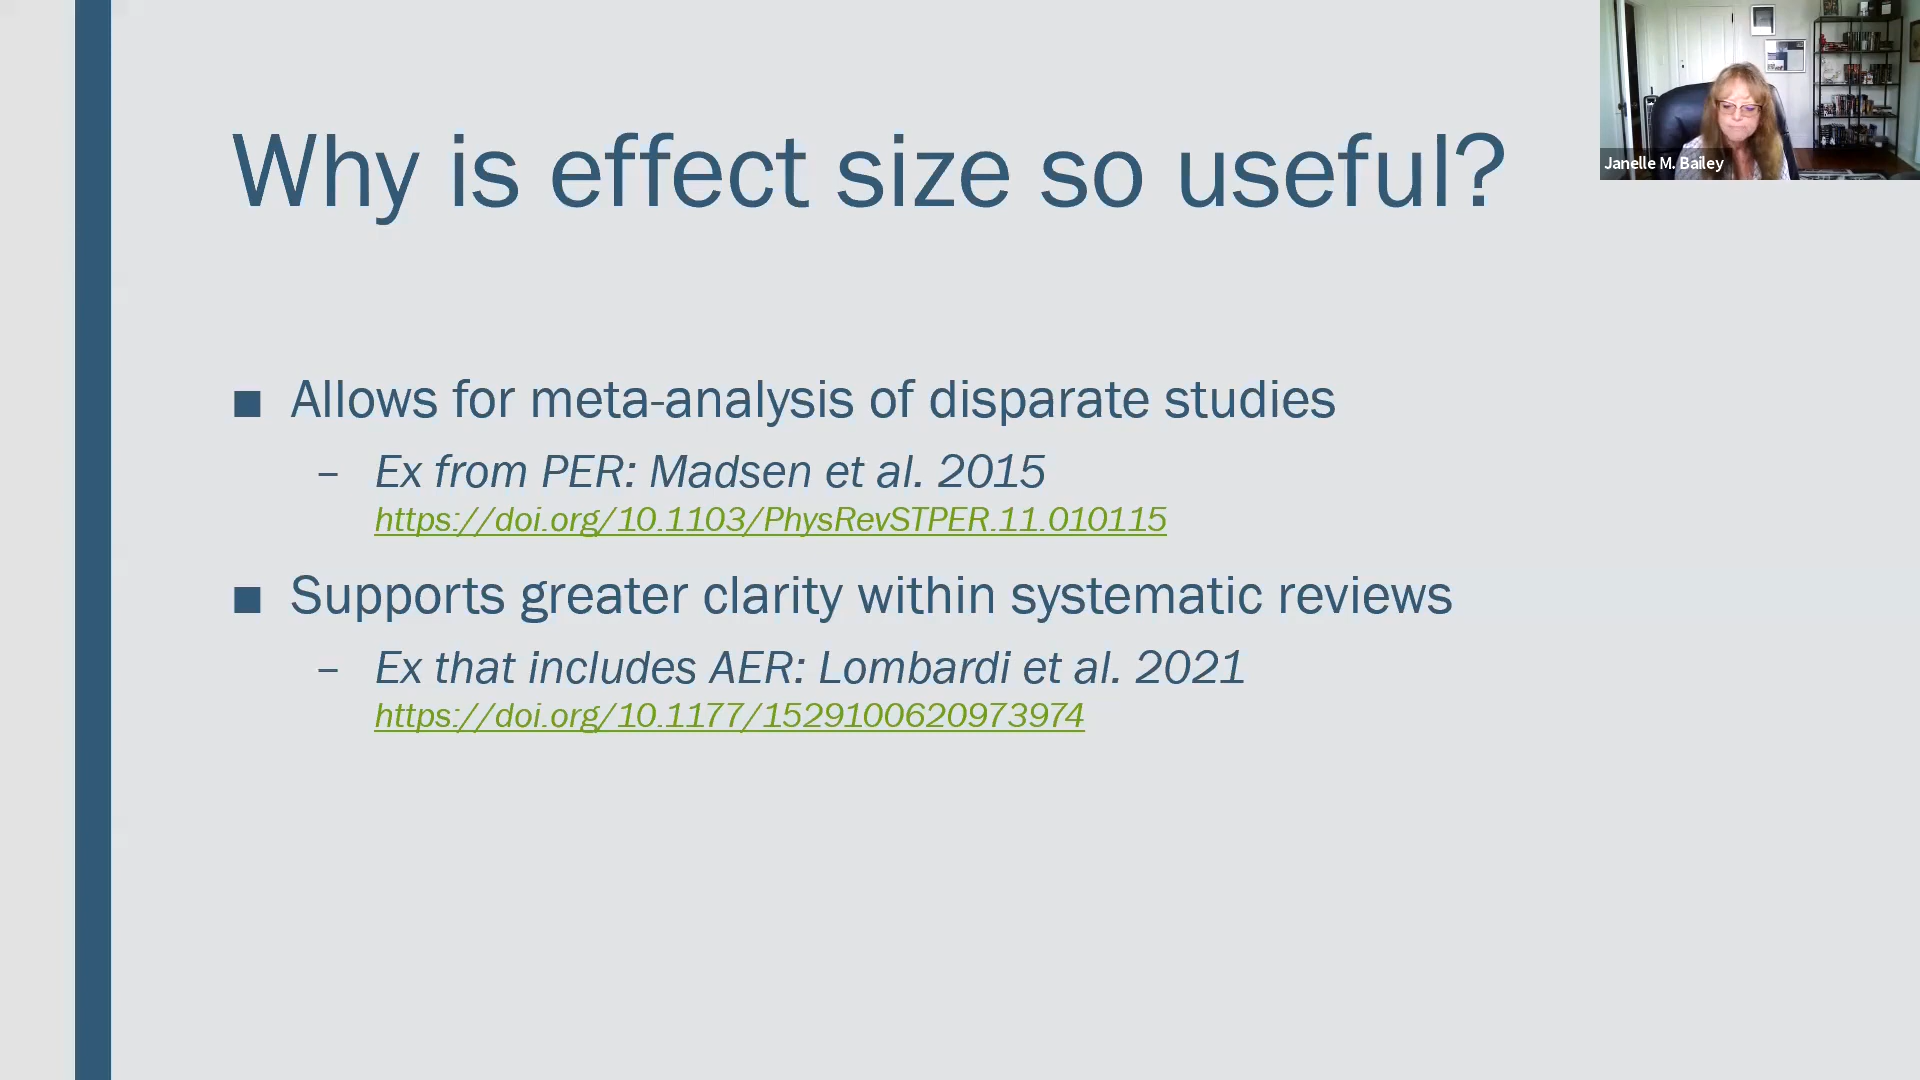 Why is effect size so useful?
Janelle M. Bailey
■ Allows for meta-analysis of disparate studies
– Ex from PER: Madsen et al. 2015
https://doi.org/10.1103/PhysRevSTPER.11.010115
■ Supports greater clarity within systematic reviews
– Ex that includes AER: Lombardi et al. 2021
https://doi.org/10.1177/1529100620973974